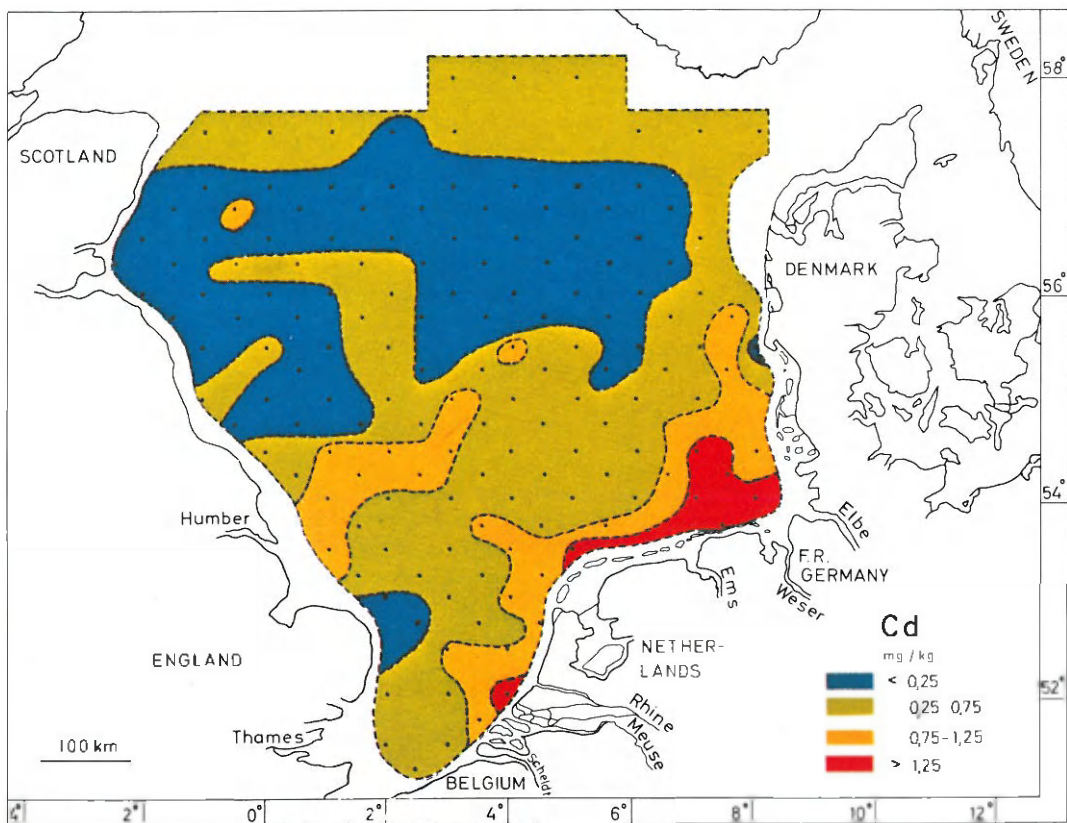 SWEDEN
58°
SCOTLAND
DENMARK
56°
54°
Humber
Elbe
F.R.
GERMANY
Ems
Weser
Cd
mg / kg
< 0,25
0,25 0,75
0,75-1,25
> 1,25
ENGLAND
NETHER-
LANDS
52°
Rhine
Meuse
Thames
100 km
Scheldt
BELGIUM
4°
2°
0°
2°
4°
6°
8°
10°
12°